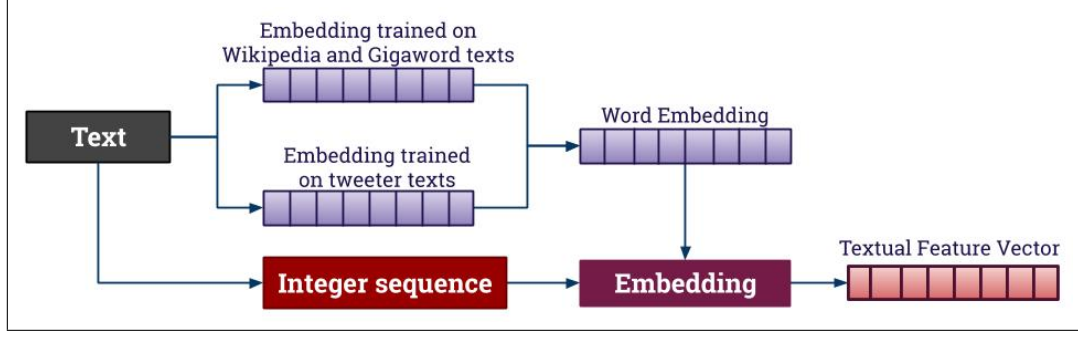 Embedding trained on
Wikipedia and Gigaword texts
Text
Word Embedding
Embedding trained
on tweeter texts
Textual Feature Vector
Integer sequence
Embedding